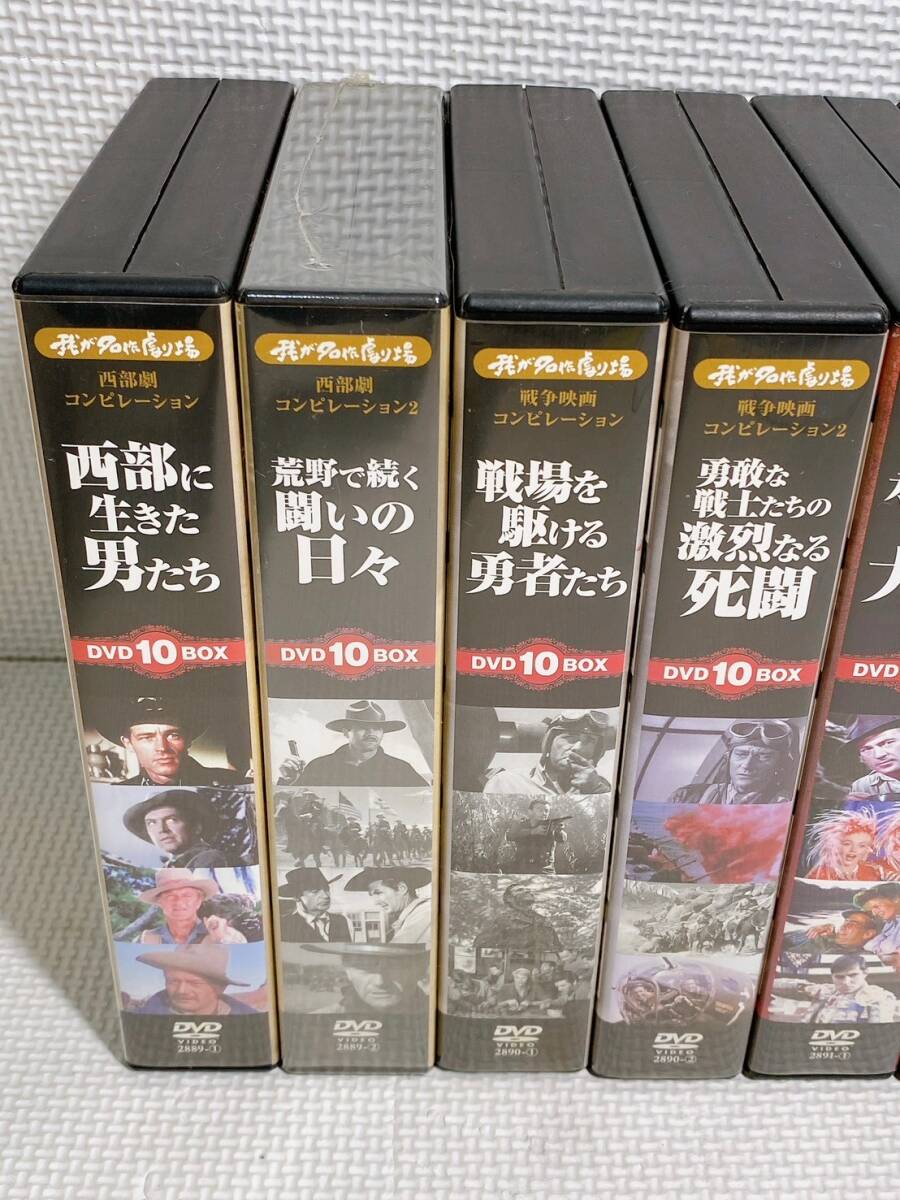 我が名作劇り場
西部劇
コンピレーション
西部に
生きた
男たち
DVD 10 BOX
DVD
VIDEO
2889-①
我が名作劇り場
西部劇
コンピレーション2
荒野で続く
闘いの
日々
DVD 10 BOX
DVD
VIDEO
2889-②
我が名作劇り場
戦争映画
コンピレーション
戦場を
駆ける
勇者たち
DVD 10 BOX
DVD
VIDEO
2890-①
我が名作劇り場
戦争映画
コンピレーション2
勇敢な
戦士たちの
激烈なる
死闘
DVD 10 BOX
DVD
VIDEO
2890-②
DVD
DVD
VIDEO
2891-①